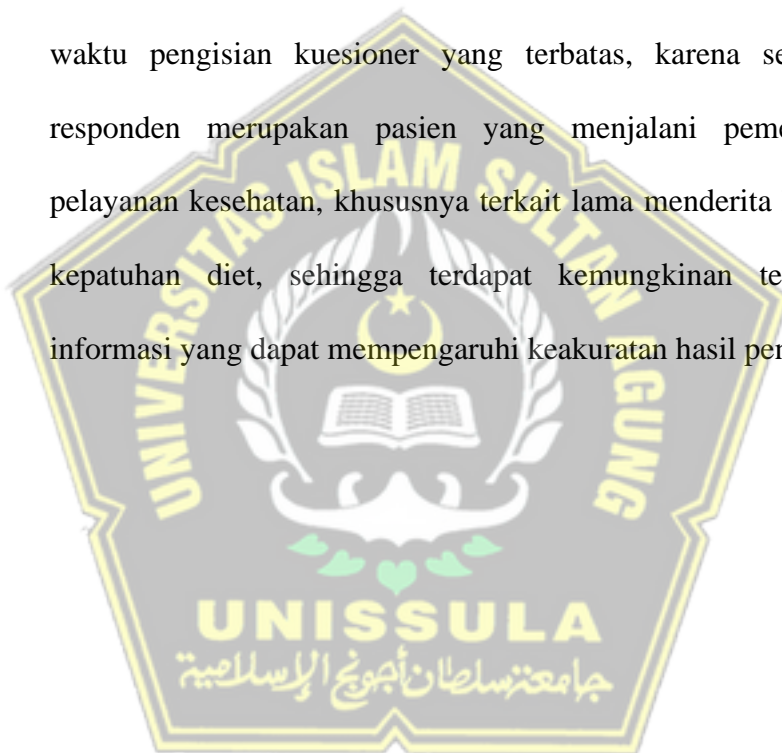 waktu pengisian kuesioner yang terbatas, karena se
responden merupakan pasien yang menjalani peme
pelayanan kesehatan, khususnya terkait lama menderita
kepatuhan diet, sehingga terdapat kemungkinan te
informasi yang dapat mempengaruhi keakuratan hasil pen
UNIVERSITAS ISLAM SULTAN AGUNG
UNISSULA
جامعة سلطان أجونج الإسلامية